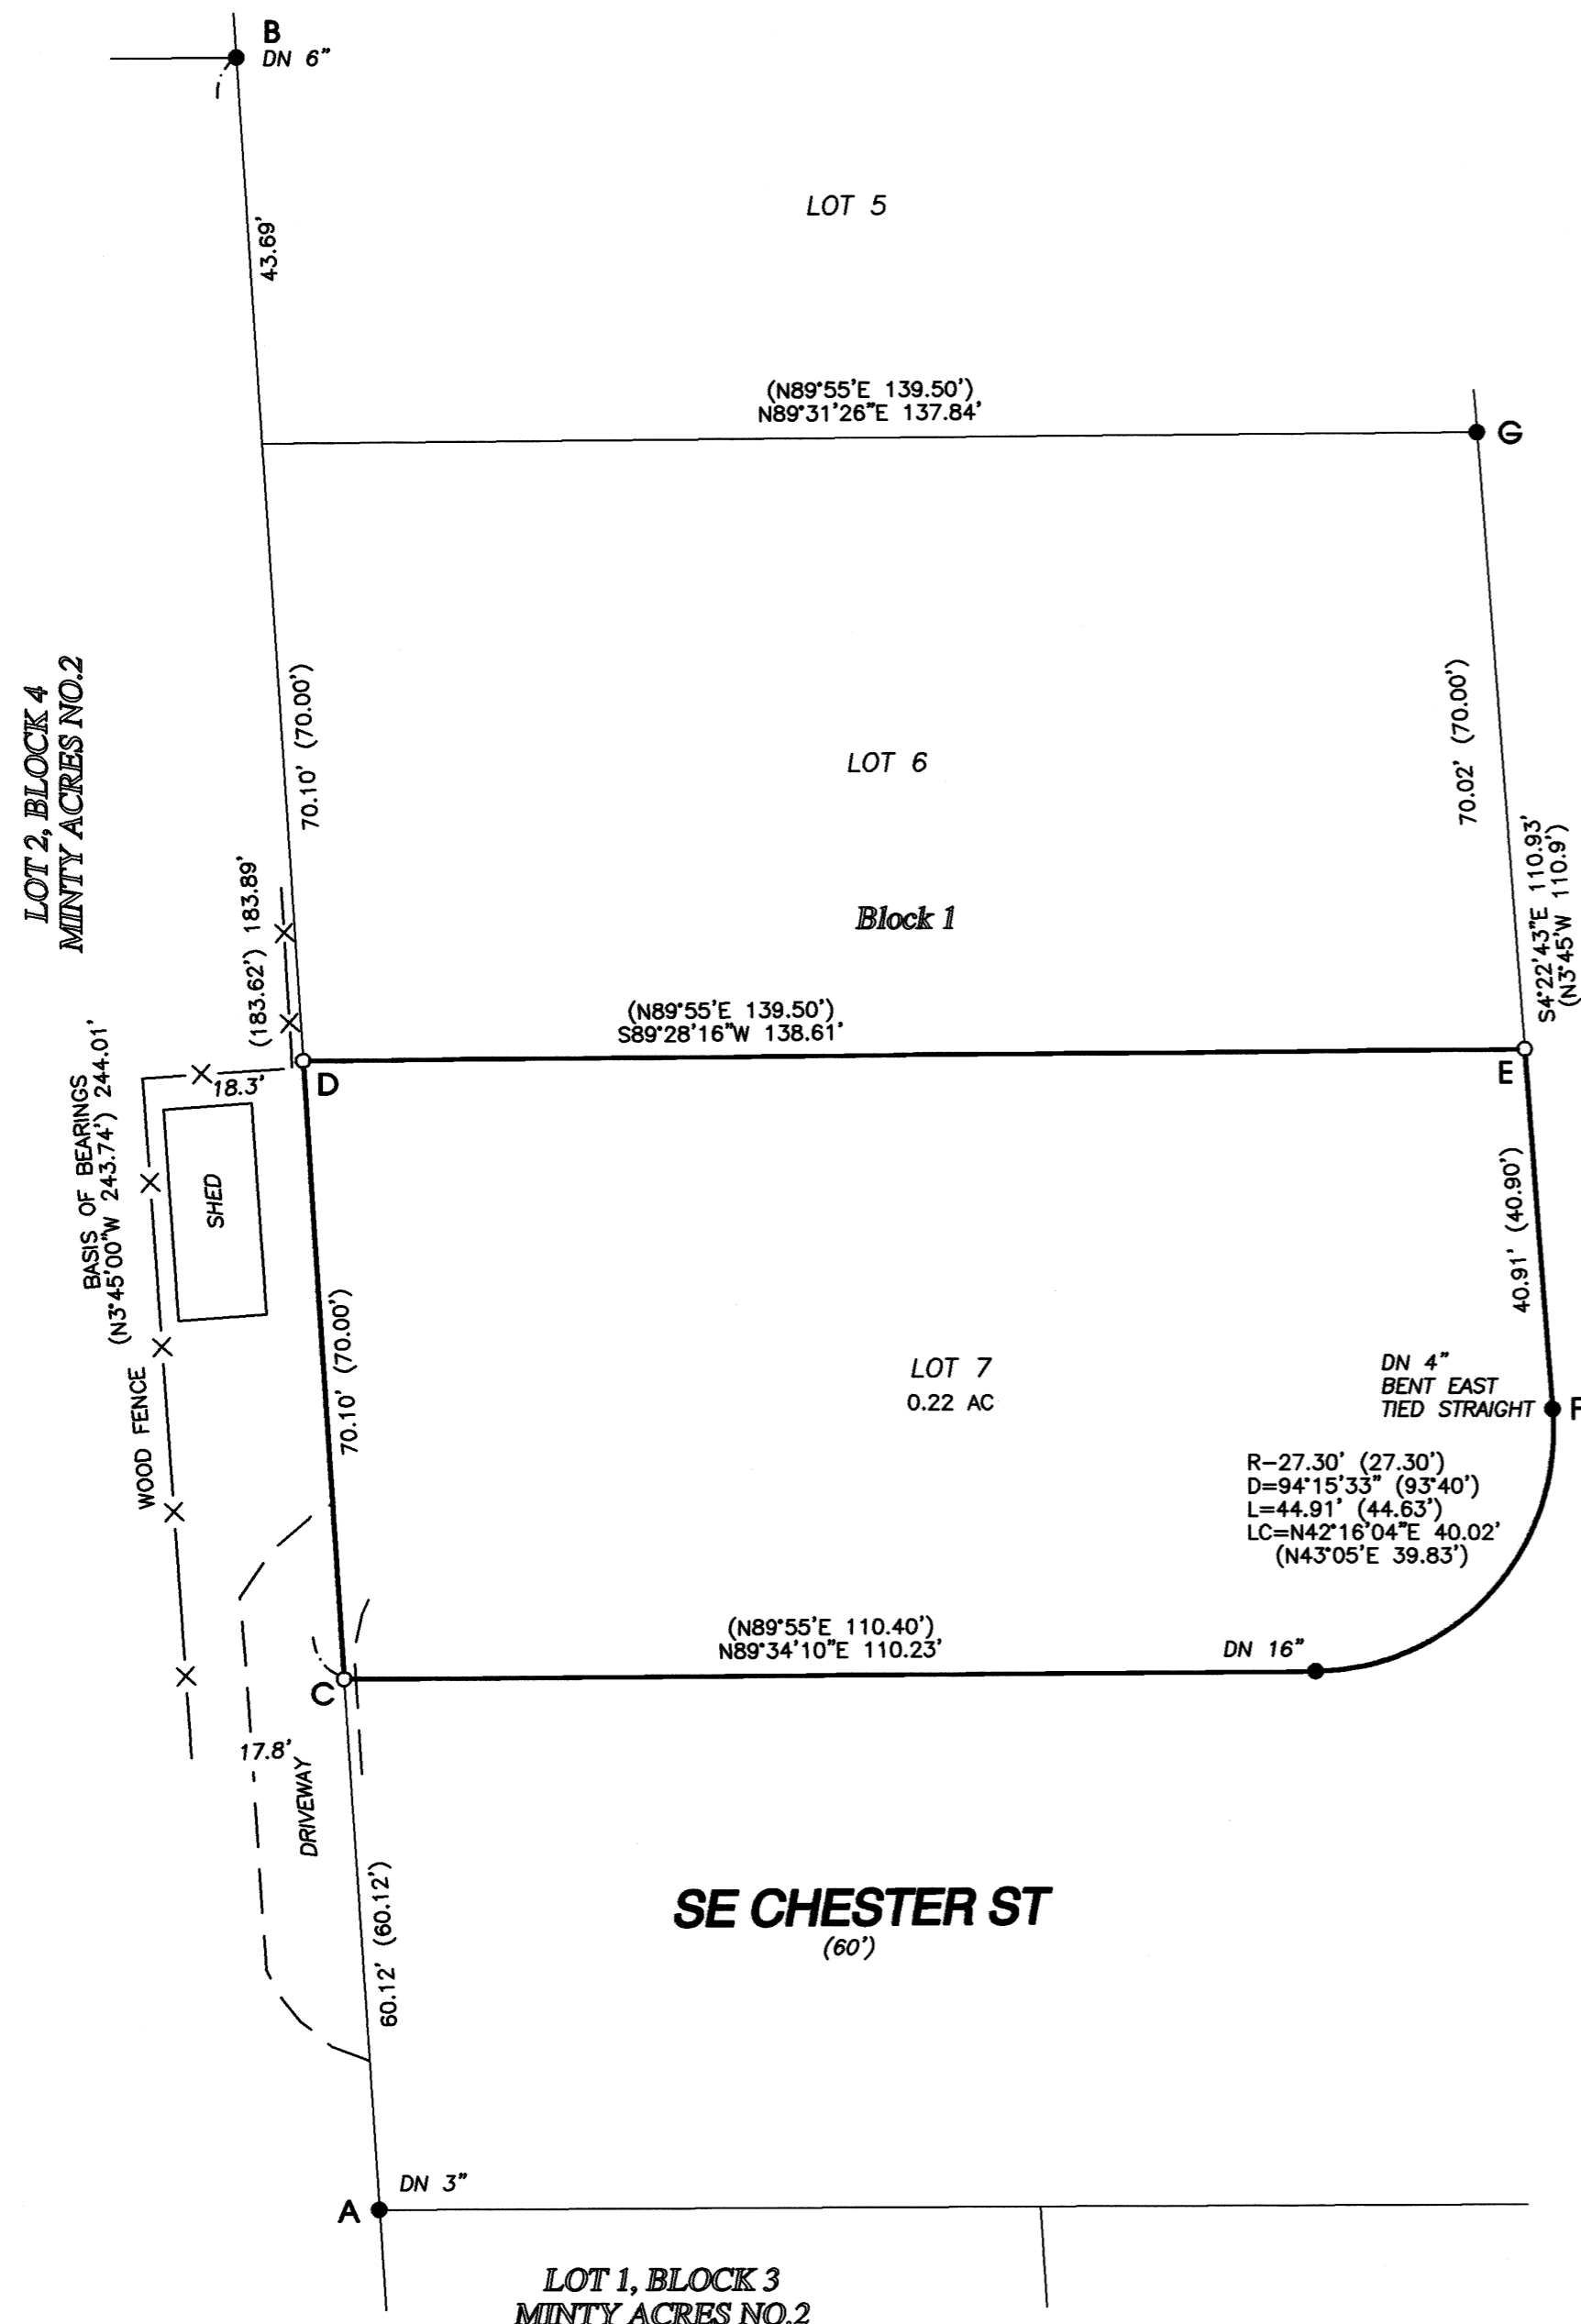 B
DN 6"
LOT 5
43.69'
(N89°55'E 139.50')
N89°31'26"E 137.84'
G
LOT 2, BLOCK 4
MINTY ACRES NO.2
70.10' (70.00')
LOT 6
70.02' (70.00')
S4°22'43"E 110.93'
(N3°45'W 110.9')
(183.62') 183.89'
Block 1
(N89°55'E 139.50')
S89°28'16"W 138.61'
D
E
18.3'
BASIS OF BEARINGS
(N3°45'00"W 243.74') 244.01'
SHED
WOOD FENCE
70.10' (70.00')
40.91' (40.90')
LOT 7
0.22 AC
DN 4"
BENT EAST
TIED STRAIGHT
F
R-27.30' (27.30')
D=94°15'33" (93°40')
L=44.91' (44.63')
LC=N42°16'04"E 40.02'
(N43°05'E 39.83')
(N89°55'E 110.40')
N89°34'10"E 110.23'
DN 16"
C
17.8'
DRIVEWAY
60.12' (60.12')
SE CHESTER ST
(60')
DN 3"
A
LOT 1, BLOCK 3
MINTY ACRES NO.2